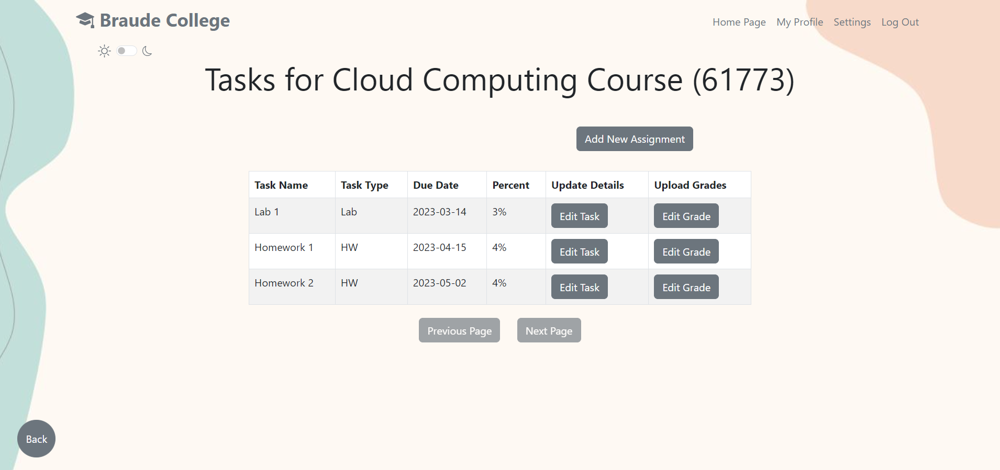 Braude College
Home Page My Profile Settings Log Out
Tasks for Cloud Computing Course (61773)
Add New Assignment
Task Name Task Type Due Date Percent Update Details Upload Grades
Lab 1 Lab 2023-03-14 3% Edit Task Edit Grade
Homework 1 HW 2023-04-15 4% Edit Task Edit Grade
Homework 2 HW 2023-05-02 4% Edit Task Edit Grade
Previous Page Next Page
Back